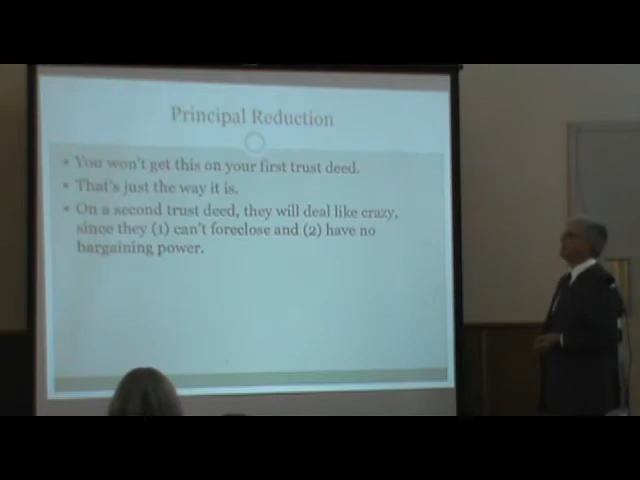 Principal Reduction
• You won't get this on your first trust deed.
• That's just the way it is.
• On a second trust deed, they will deal like crazy,
since they (1) can't foreclose and (2) have no
bargaining power.